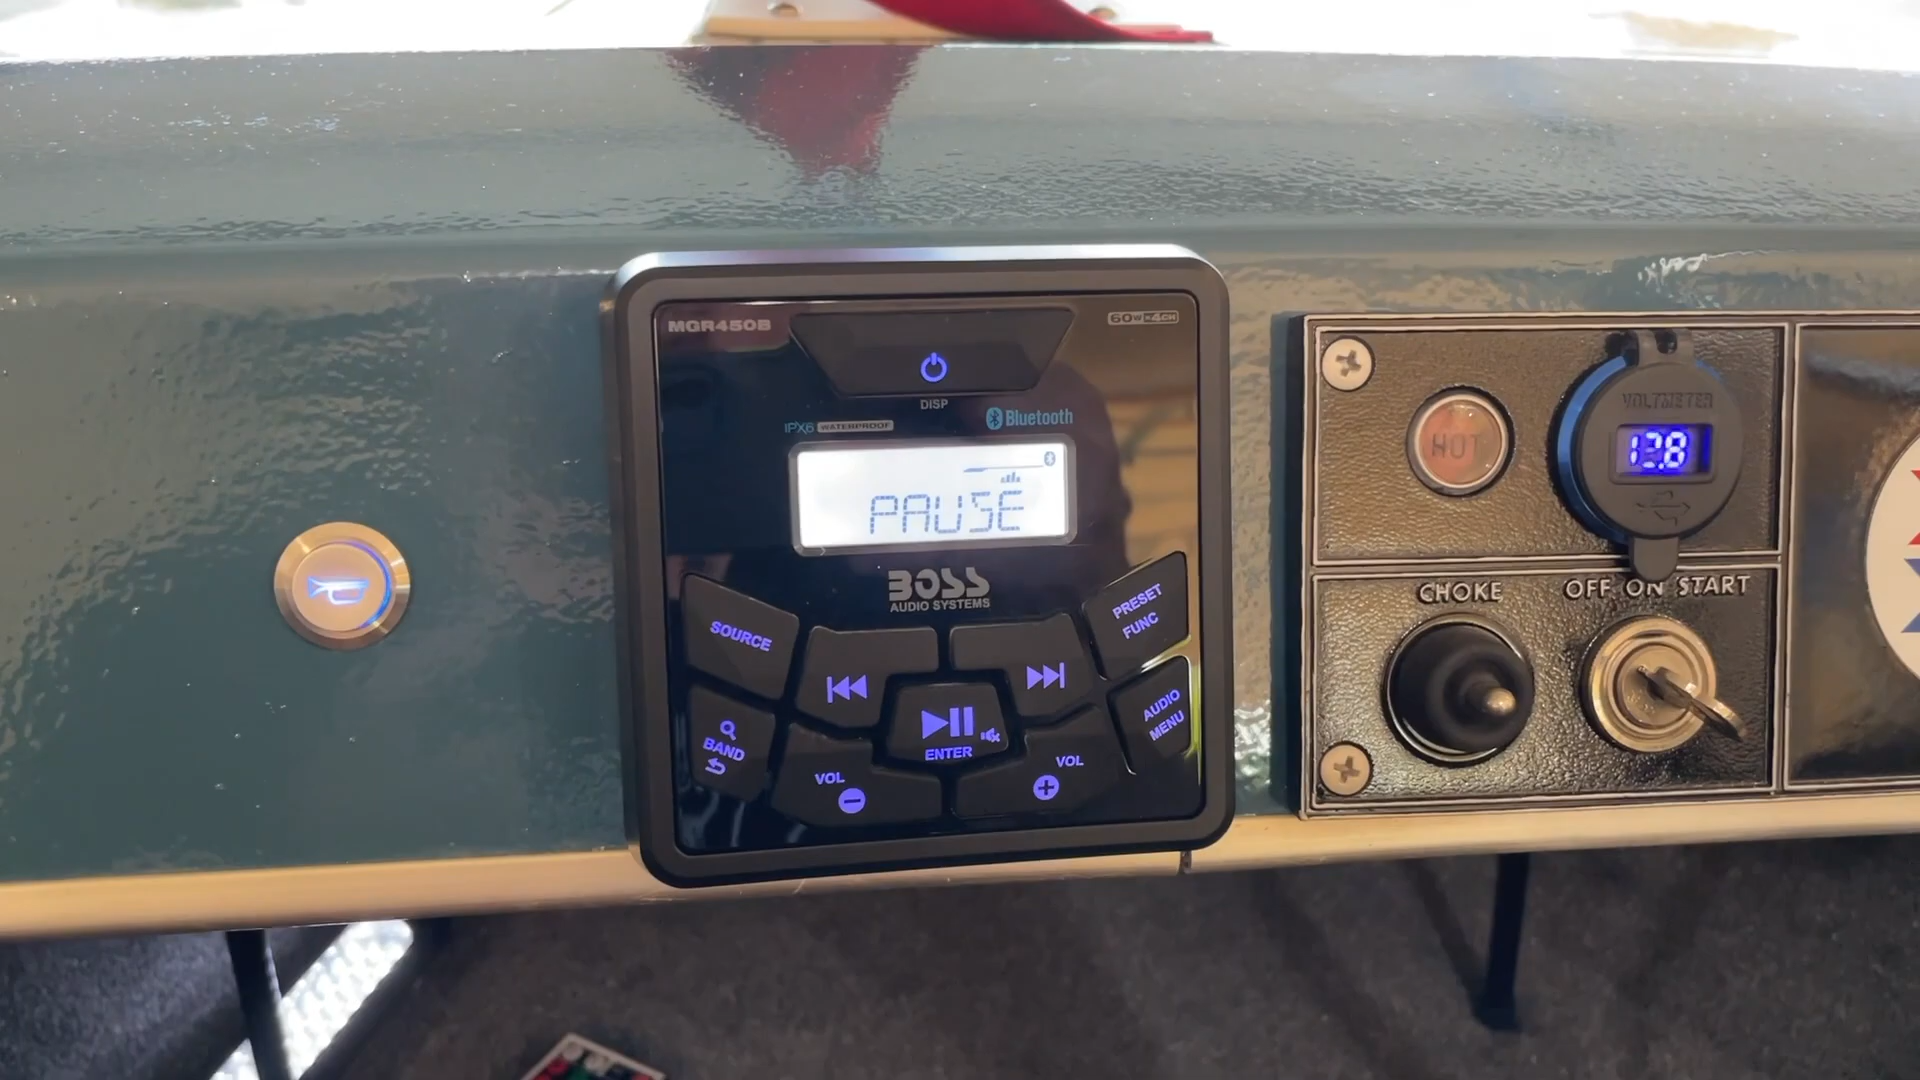 MGR450B
50W×4CH
DISP
IPX6 WATERPROOF
Bluetooth
PAUSE
BOSS
AUDIO SYSTEMS
SOURCE
PRESET
FUNC
BAND
ENTER
AUDIO
MENU
VOL
VOL
HOT
VOLTMETER
12.8
CHOKE
OFF ON START